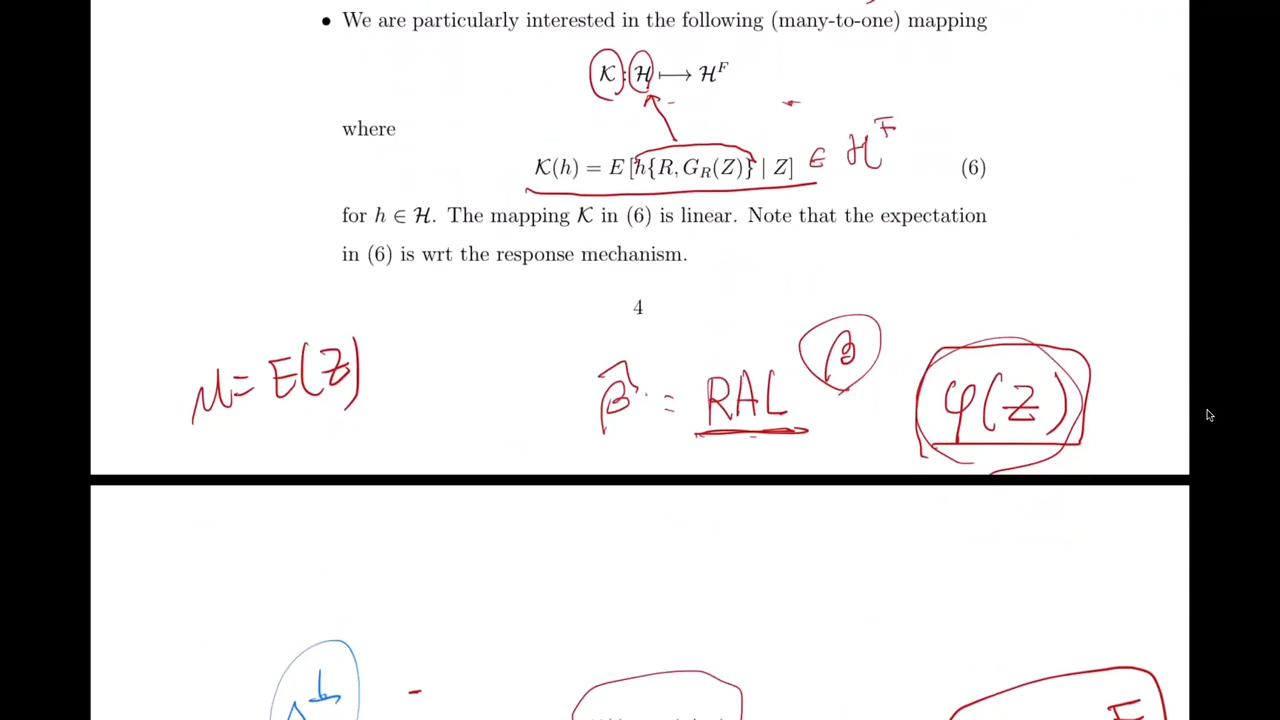 • We are particularly interested in the following (many-to-one) mapping
K : H ⟼ H^F
where
K(h) = E [h{R, G_R(Z)} | Z] ∈ H^F (6)
for h ∈ H. The mapping K in (6) is linear. Note that the expectation
in (6) is wrt the response mechanism.
4
μ = E(Z)
β̂ : RAL β φ(Z)
b
F